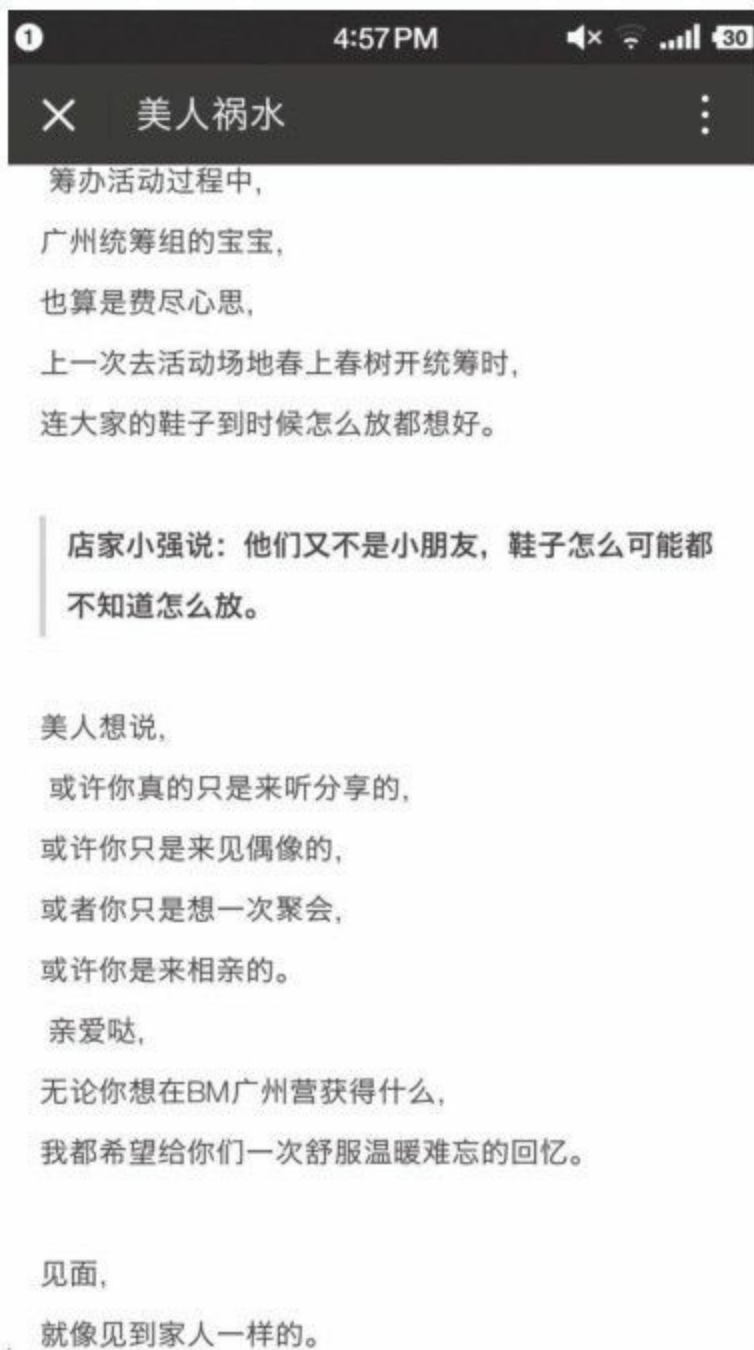 1
4:57PM
30
美人祸水
筹办活动过程中,
广州统筹组的宝宝,
也算是费尽心思,
上一次去活动场地春上春树开统筹时,
连大家的鞋子到时候怎么放都想好。
店家小强说：他们又不是小朋友，鞋子怎么可能都
不知道怎么放。
美人想说,
或许你真的只是来听分享的,
或许你只是来见偶像的,
或者你只是想一次聚会,
或许你是来相亲的。
亲爱哒,
无论你想在BM广州营获得什么,
我都希望给你们一次舒服温暖难忘的回忆。
见面,
就像见到家人一样的。